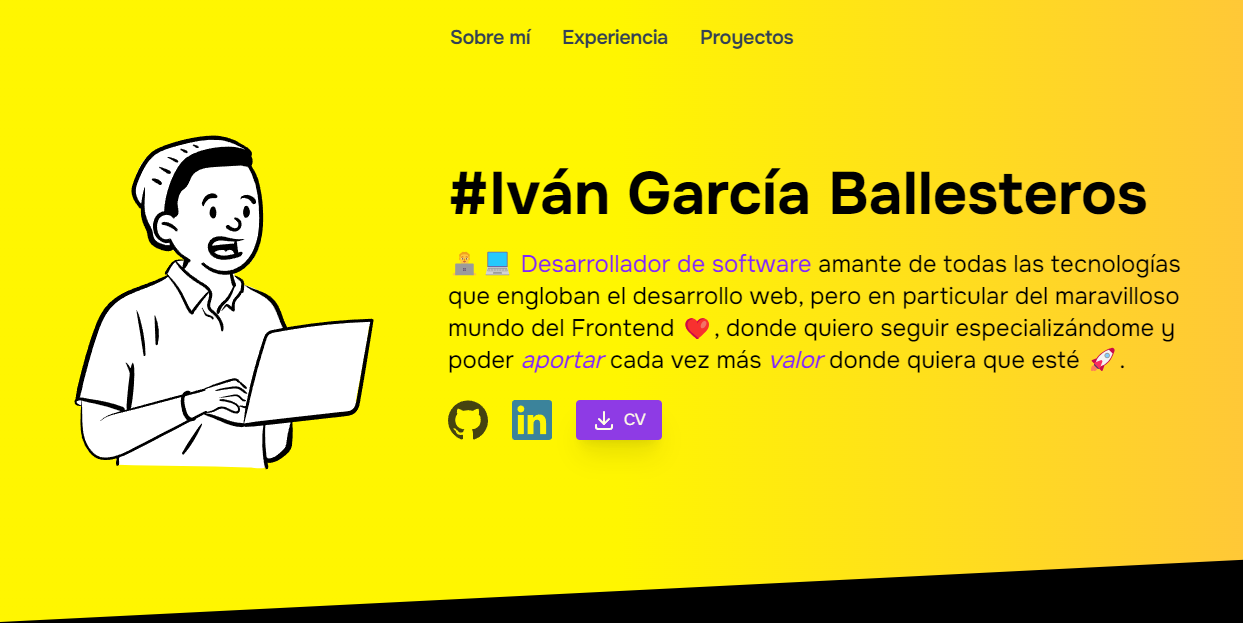 Sobre mí Experiencia Proyectos
#Iván García Ballesteros
👨🏼‍💻 💻 Desarrollador de software amante de todas las tecnologías
que engloban el desarrollo web, pero en particular del maravilloso
mundo del Frontend ❤️, donde quiero seguir especializándome y
poder aportar cada vez más valor donde quiera que esté 🚀.
in CV